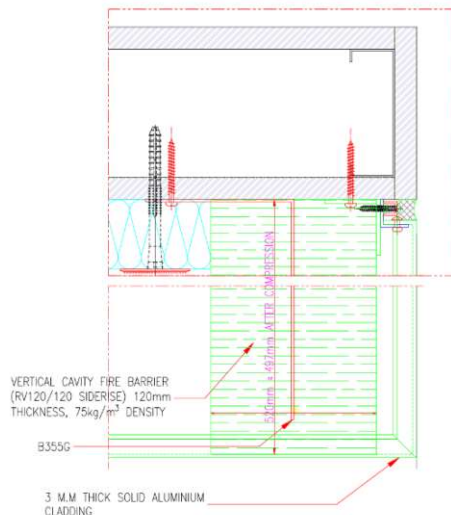 520mm x 497mm AFTER COMPRESSION
VERTICAL CAVITY FIRE BARRIER
(RV120/120 SIDERISE) 120mm
THICKNESS, 75kg/m³ DENSITY
B355G
3 M.M THICK SOLID ALUMINIUM
CLADDING